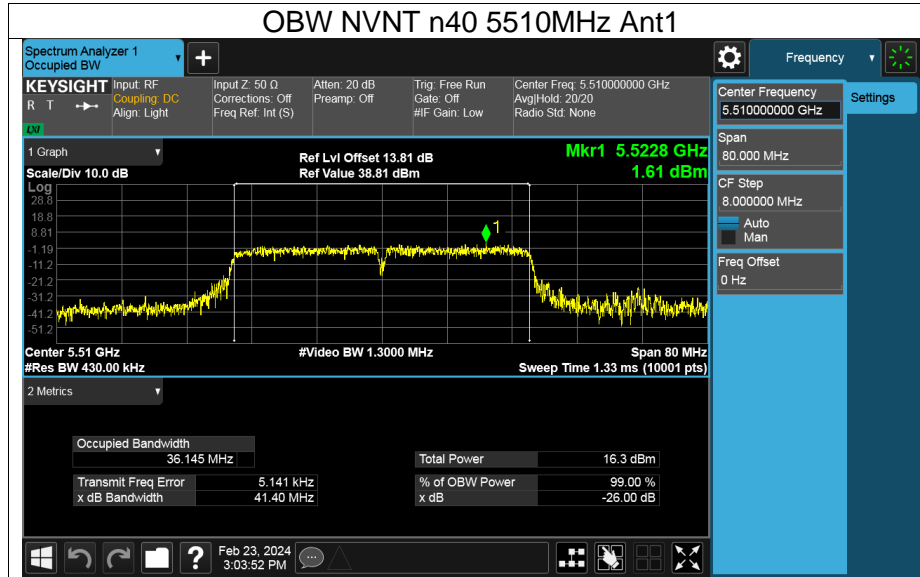 OBW NVNT n40 5510MHz Ant1
Spectrum Analyzer 1
Occupied BW
+
Frequency
KEYSIGHT
R T
LXI
Input: RF
Coupling: DC
Align: Light
Input Z: 50 Ω
Corrections: Off
Freq Ref: Int (S)
Atten: 20 dB
Preamp: Off
Trig: Free Run
Gate: Off
#IF Gain: Low
Center Freq: 5.510000000 GHz
Avg|Hold: 20/20
Radio Std: None
Center Frequency
5.510000000 GHz
Settings
Span
80.000 MHz
CF Step
8.000000 MHz
Auto
Man
Freq Offset
0 Hz
1 Graph
Scale/Div 10.0 dB
Ref Lvl Offset 13.81 dB
Ref Value 38.81 dBm
Mkr1 5.5228 GHz
1.61 dBm
Log
28.8
18.8
8.81
-1.19
-11.2
-21.2
-31.2
-41.2
-51.2
1
Center 5.51 GHz
#Video BW 1.3000 MHz
Span 80 MHz
#Res BW 430.00 kHz
Sweep Time 1.33 ms (10001 pts)
2 Metrics
Occupied Bandwidth
36.145 MHz
Transmit Freq Error 5.141 kHz
x dB Bandwidth 41.40 MHz
Total Power 16.3 dBm
% of OBW Power 99.00 %
x dB -26.00 dB
?
Feb 23, 2024
3:03:52 PM